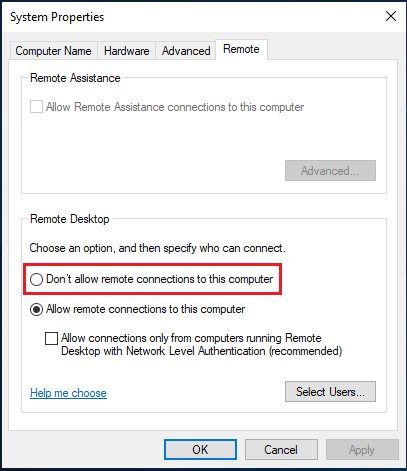 System Properties
Computer Name Hardware Advanced Remote
Remote Assistance
Allow Remote Assistance connections to this computer
Advanced...
Remote Desktop
Choose an option, and then specify who can connect.
Don't allow remote connections to this computer
Allow remote connections to this computer
Allow connections only from computers running Remote
Desktop with Network Level Authentication (recommended)
Help me choose Select Users...
OK Cancel Apply